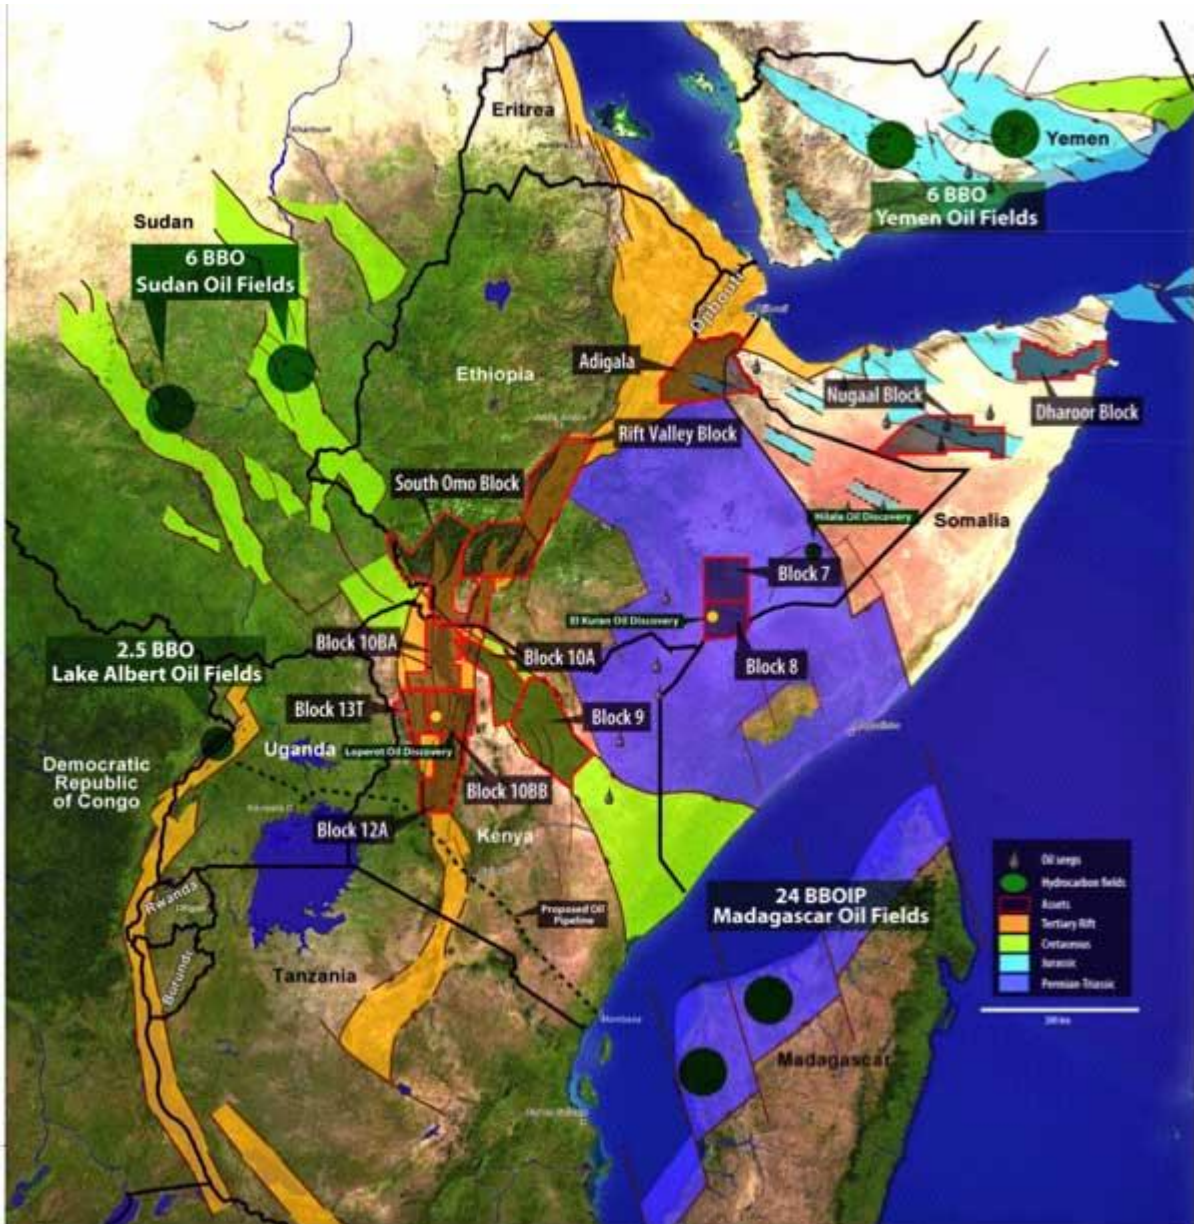 Eritrea
Yemen
6 BBO
Yemen Oil Fields
Sudan
6 BBO
Sudan Oil Fields
Djibouti
Adigala
Ethiopia
Nugaal Block
Dharoor Block
Rift Valley Block
South Omo Block
Hilala Oil Discovery
Somalia
Block 7
El Kuran Oil Discovery
Block 10BA
Block 10A
Block 8
2.5 BBO
Lake Albert Oil Fields
Block 13T
Block 9
Uganda
Loperot Oil Discovery
Democratic
Republic
of Congo
Block 10BB
Block 12A
Kenya
Rwanda
24 BBOIP
Madagascar Oil Fields
Proposed Oil
Pipeline
Burundi
Tanzania
Mombasa
Madagascar
Oil seeps
Hydrocarbon fields
Assets
Tertiary Rift
Cretaceous
Jurassic
Permian-Triassic